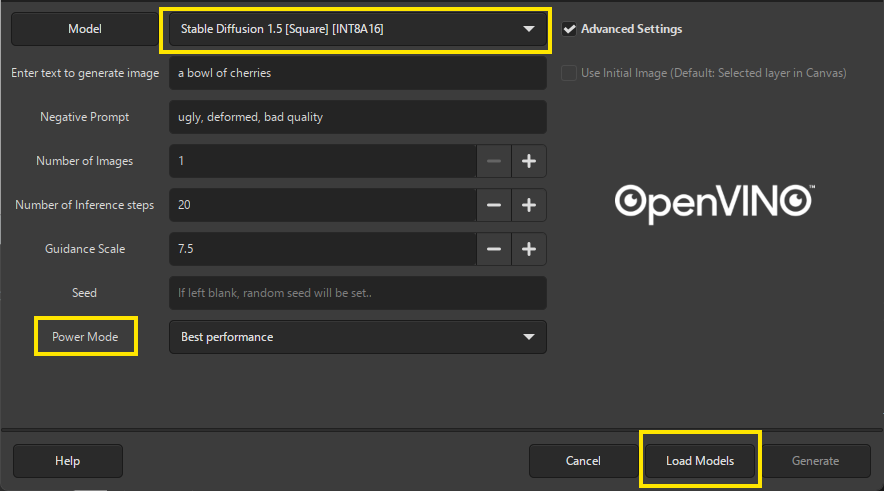 Model
Stable Diffusion 1.5 [Square] [INT8A16]
Advanced Settings
Enter text to generate image
a bowl of cherries
Use Initial Image (Default: Selected layer in Canvas)
Negative Prompt
ugly, deformed, bad quality
Number of Images
1
OpenVINO™
Number of Inference steps
20
Guidance Scale
7.5
Seed
If left blank, random seed will be set..
Power Mode
Best performance
Help
Cancel
Load Models
Generate